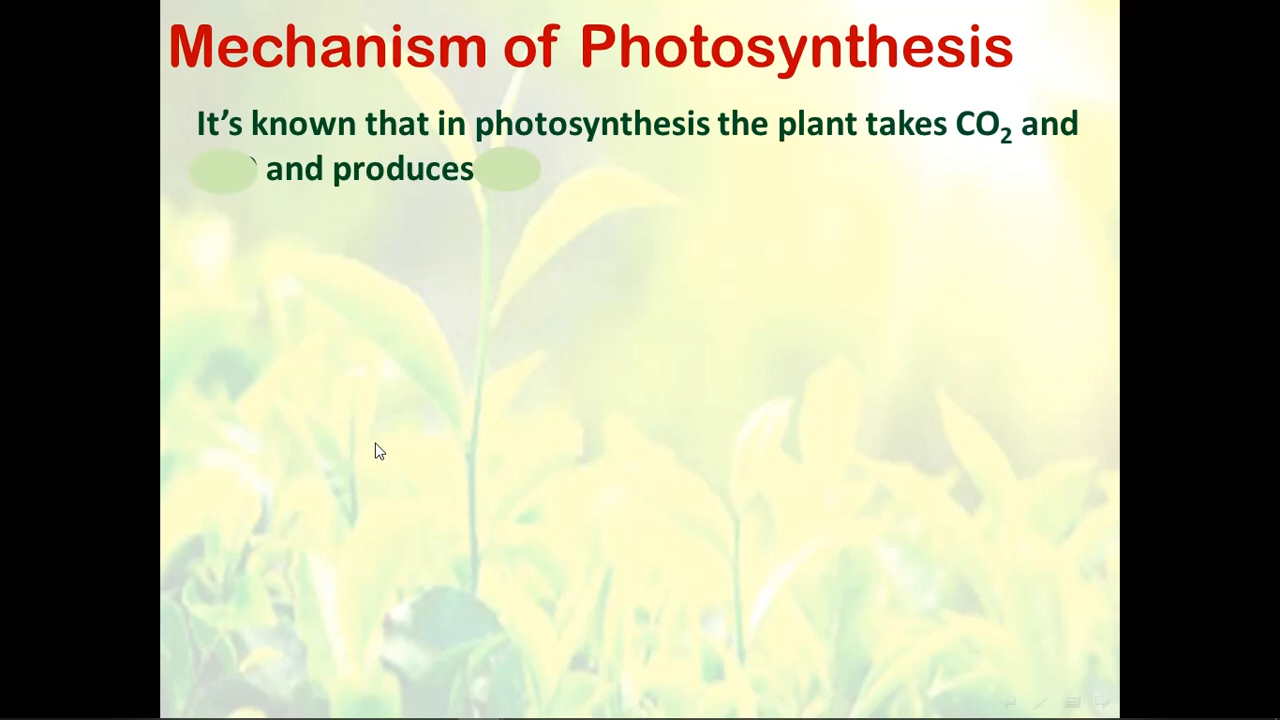 Mechanism of Photosynthesis
It’s known that in photosynthesis the plant takes CO₂ and
and produces